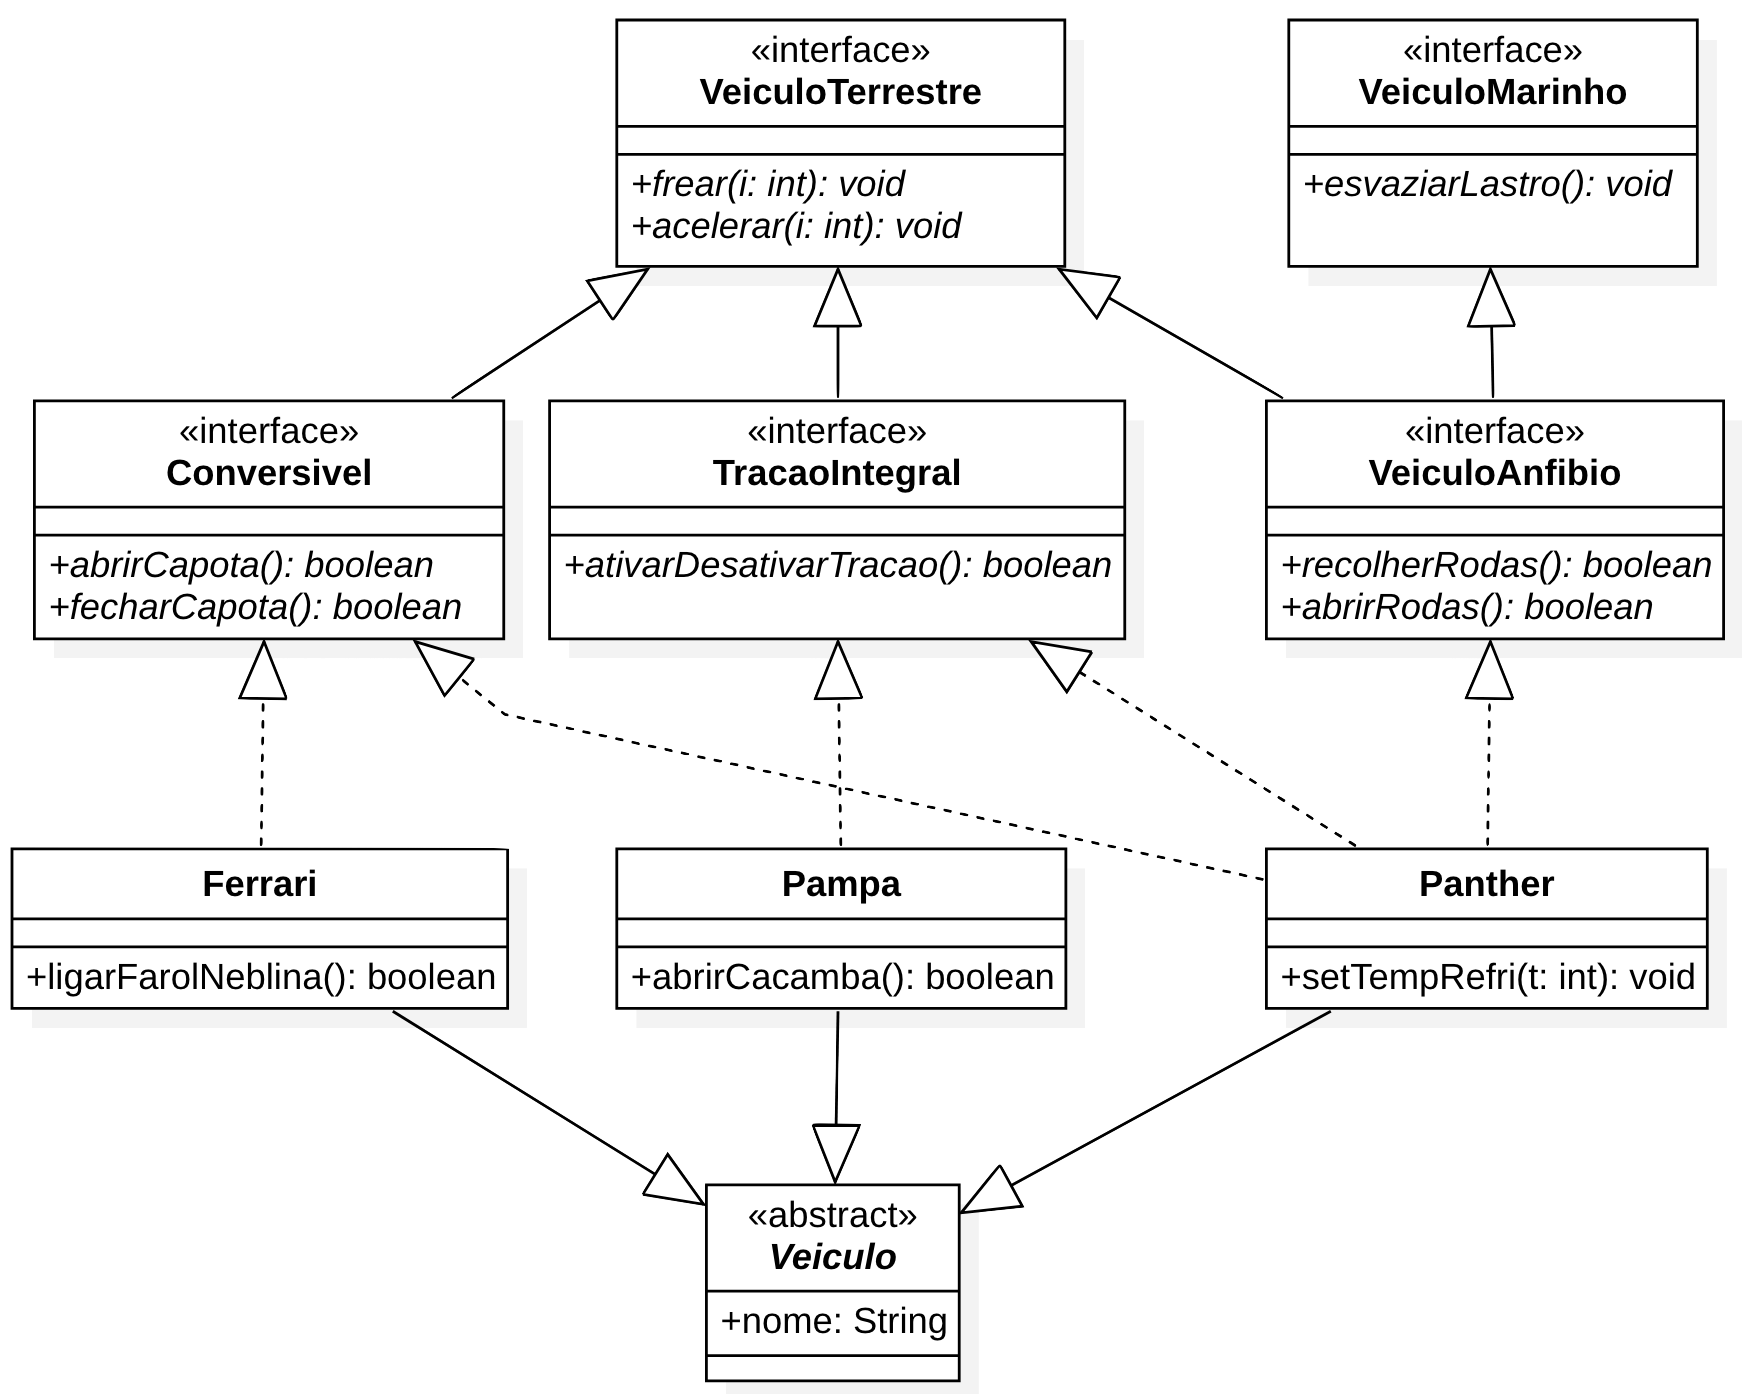 «interface»
VeiculoTerrestre
+frear(i: int): void
+acelerar(i: int): void
«interface»
VeiculoMarinho
+esvaziarLastro(): void
«interface»
Conversivel
+abrirCapota(): boolean
+fecharCapota(): boolean
«interface»
TracaoIntegral
+ativarDesativarTracao(): boolean
«interface»
VeiculoAnfibio
+recolherRodas(): boolean
+abrirRodas(): boolean
Ferrari
+ligarFarolNeblina(): boolean
Pampa
+abrirCacamba(): boolean
Panther
+setTempRefri(t: int): void
«abstract»
Veiculo
+nome: String